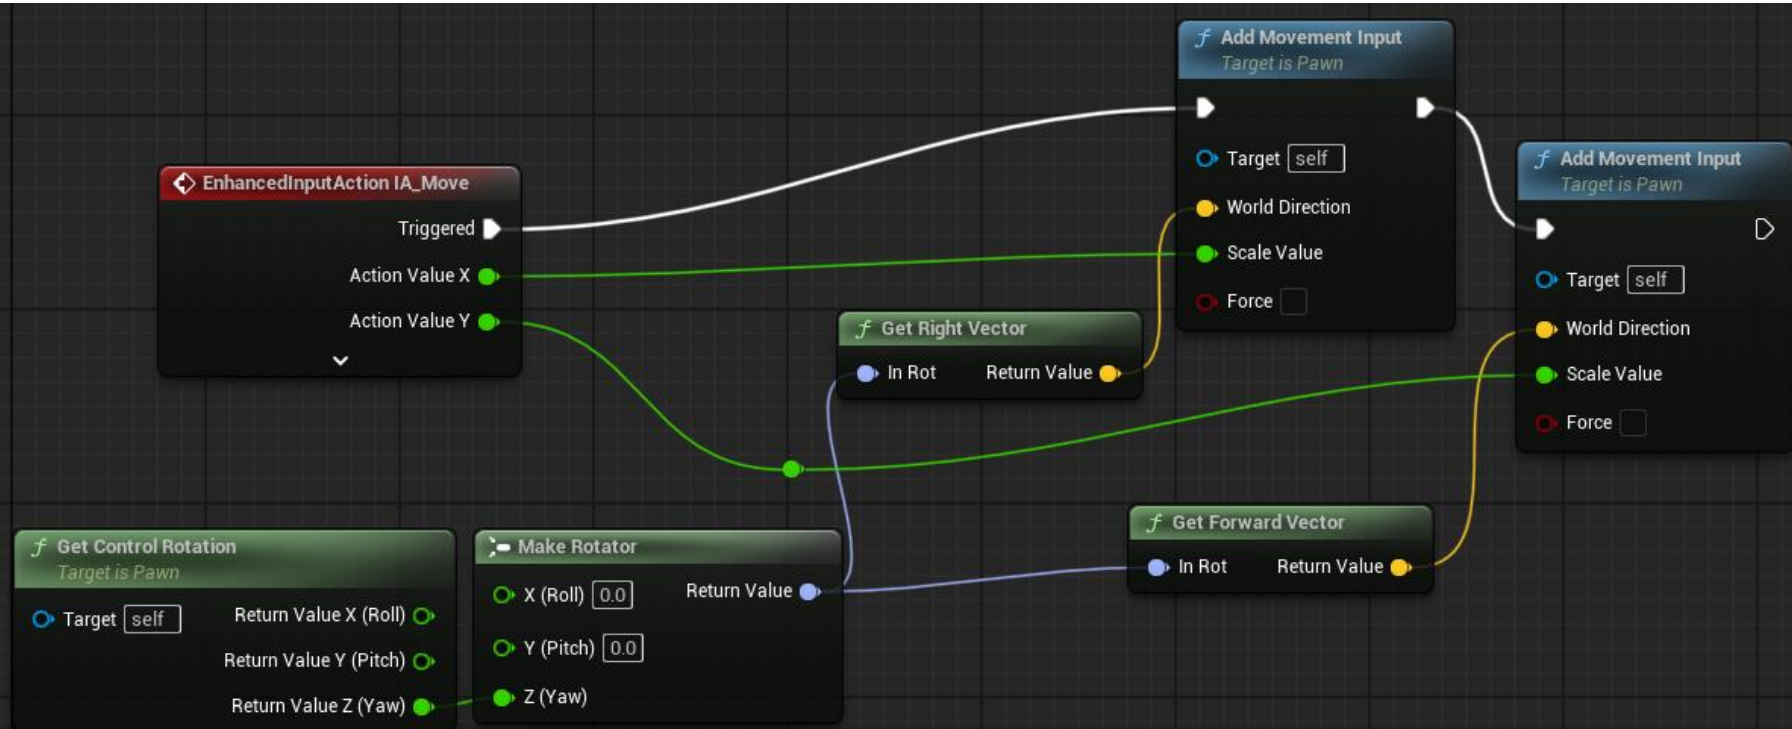 Add Movement Input
Target is Pawn
Target self
World Direction
Scale Value
Force
Add Movement Input
Target is Pawn
Target self
World Direction
Scale Value
Force
EnhancedInputAction IA_Move
Triggered
Action Value X
Action Value Y
Get Right Vector
In Rot Return Value
Get Forward Vector
In Rot Return Value
Get Control Rotation
Target is Pawn
Target self
Return Value X (Roll)
Return Value Y (Pitch)
Return Value Z (Yaw)
Make Rotator
X (Roll) 0.0 Return Value
Y (Pitch) 0.0
Z (Yaw)